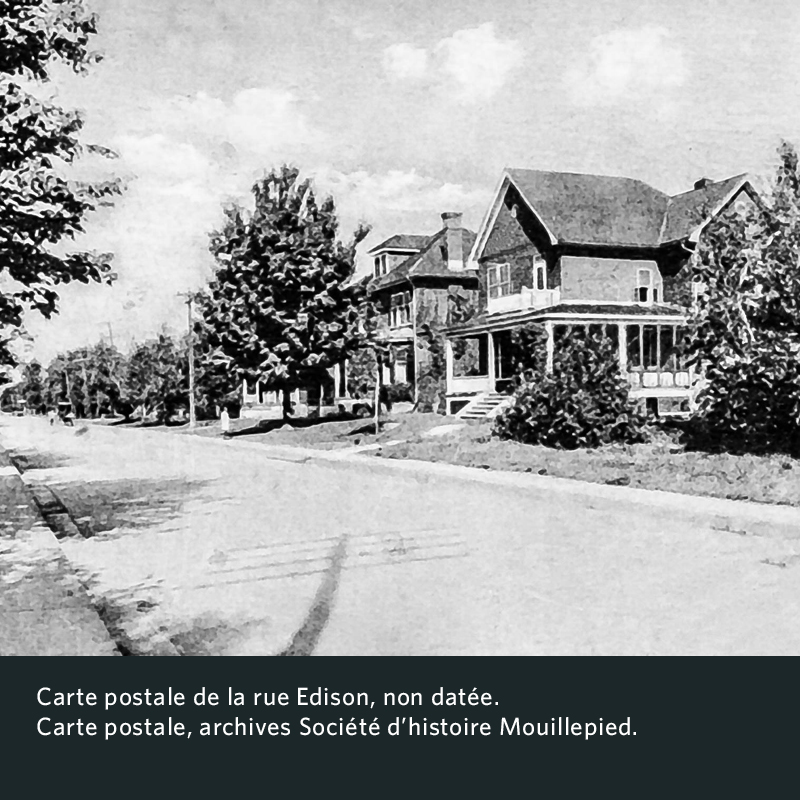 Carte postale de la rue Edison, non datée.
Carte postale, archives Société d’histoire Mouillepied.